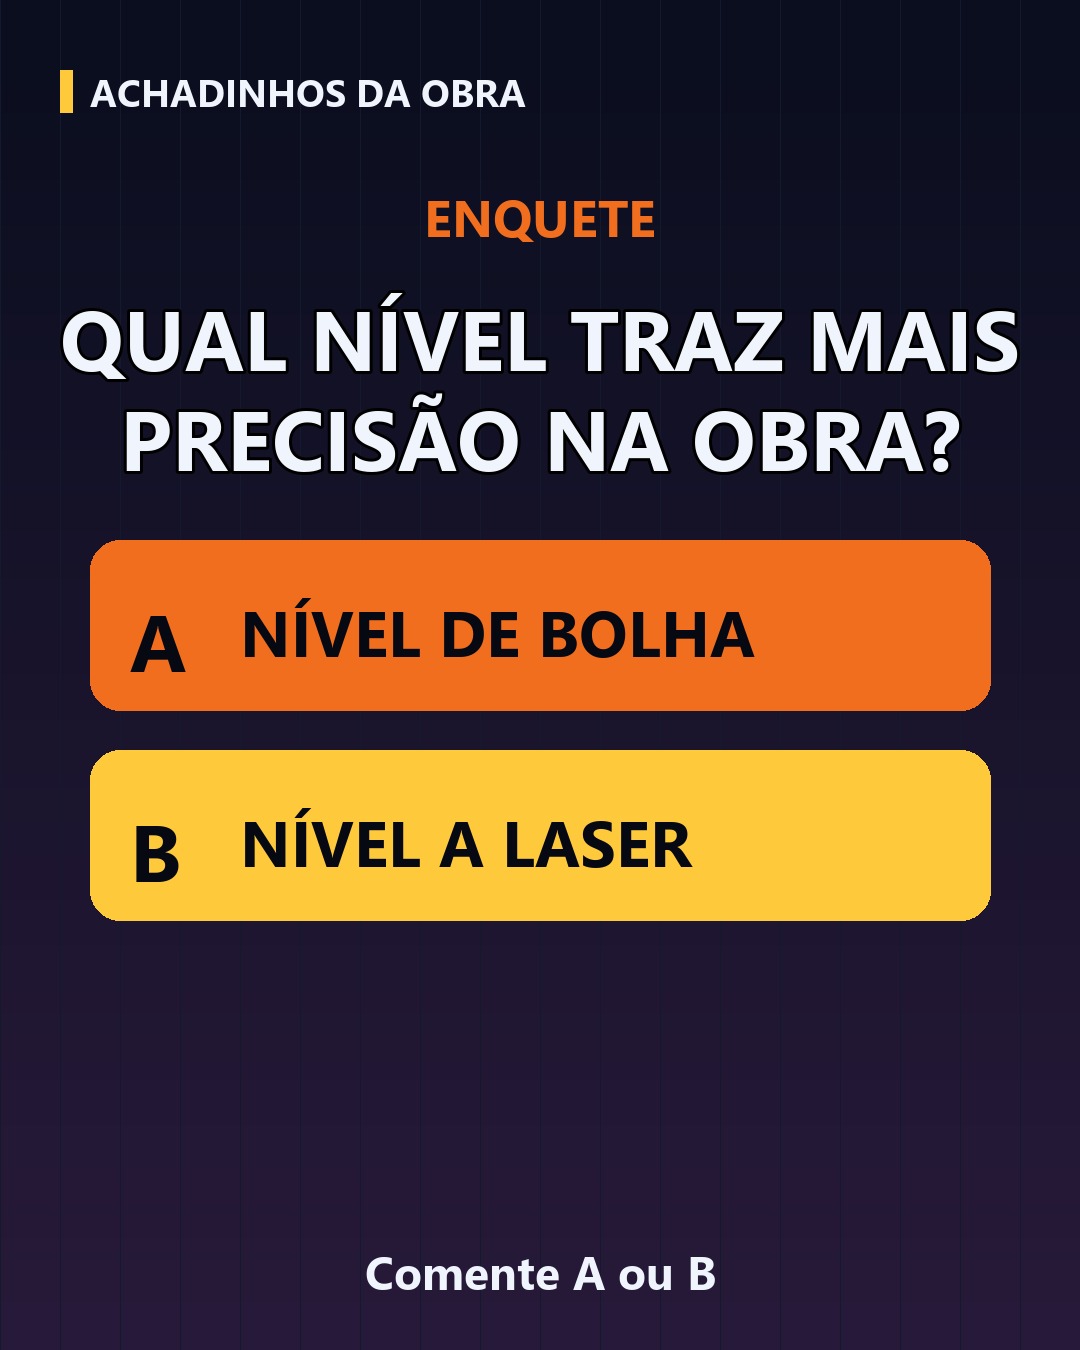 ACHADINHOS DA OBRA
ENQUETE
QUAL NÍVEL TRAZ MAIS
PRECISÃO NA OBRA?
A NÍVEL DE BOLHA
B NÍVEL A LASER
Comente A ou B